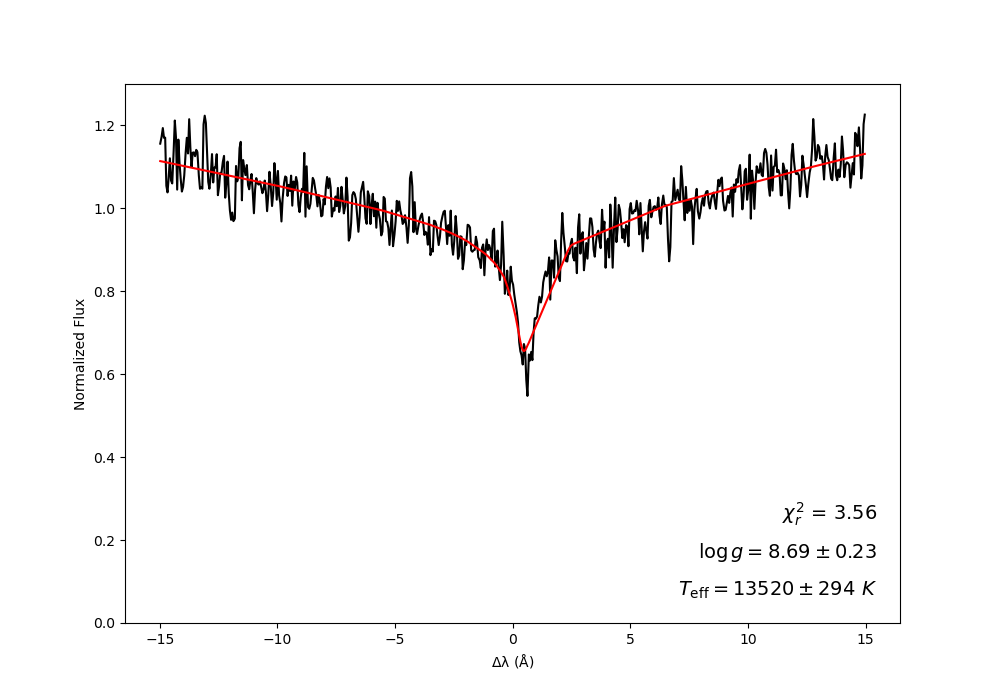 1.2
1.0
0.8
0.6
0.4
0.2
0.0
Normalized Flux
χ²ᵣ = 3.56
log g = 8.69 ± 0.23
T_eff = 13520 ± 294 K
−15 −10 −5 0 5 10 15
Δλ (Å)